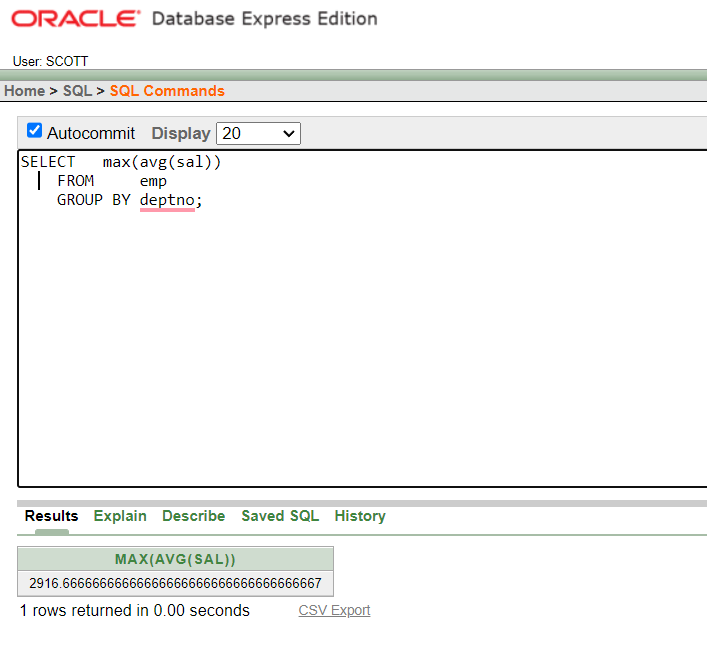 ORACLE® Database Express Edition
User: SCOTT
Home > SQL > SQL Commands
Autocommit Display 20
SELECT max(avg(sal))
FROM emp
GROUP BY deptno;
Results Explain Describe Saved SQL History
MAX(AVG(SAL))
2916.66666666666666666666666666666667
1 rows returned in 0.00 seconds CSV Export